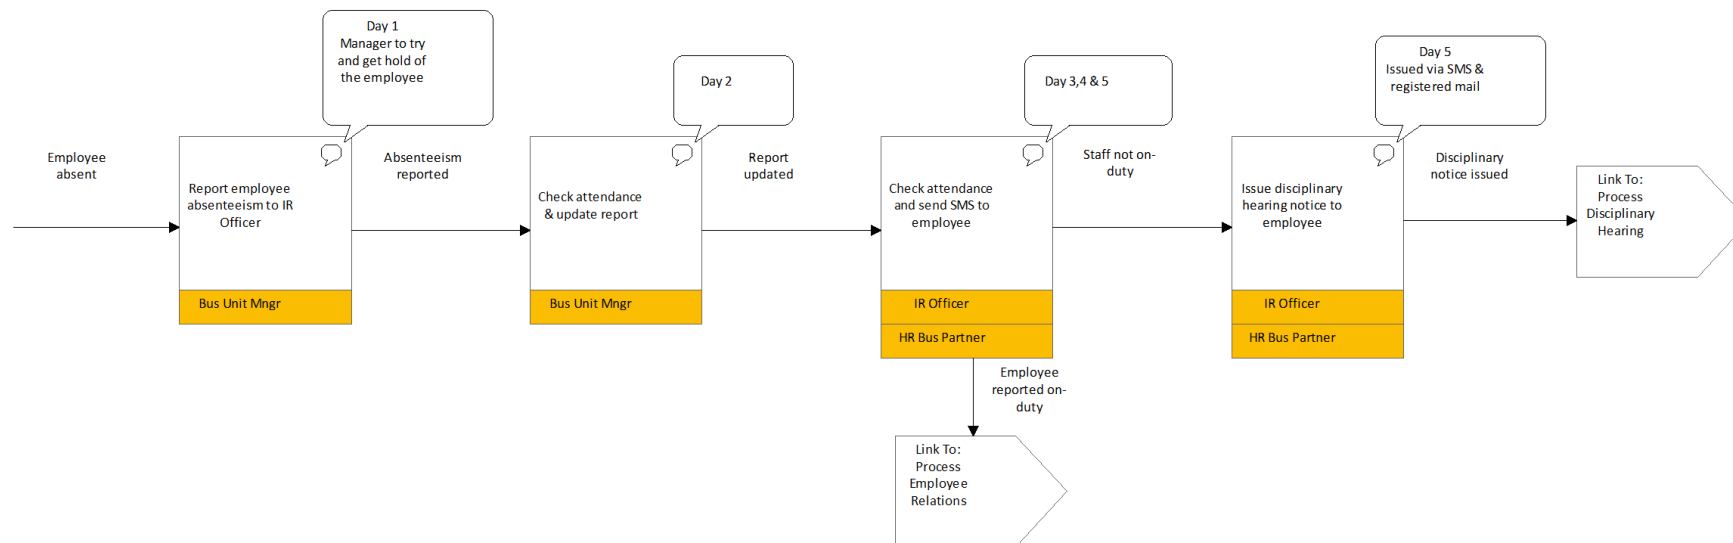 Day 1
Manager to try
and get hold of
the employee
Day 2
Day 3,4 & 5
Day 5
Issued via SMS &
registered mail
Employee
absent
Report employee
absenteeism to IR
Officer
Bus Unit Mngr
Absenteeism
reported
Check attendance
& update report
Bus Unit Mngr
Report
updated
Check attendance
and send SMS to
employee
IR Officer
HR Bus Partner
Staff not on-
duty
Issue disciplinary
hearing notice to
employee
IR Officer
HR Bus Partner
Disciplinary
notice issued
Link To:
Process
Disciplinary
Hearing
Employee
reported on-
duty
Link To:
Process
Employee
Relations